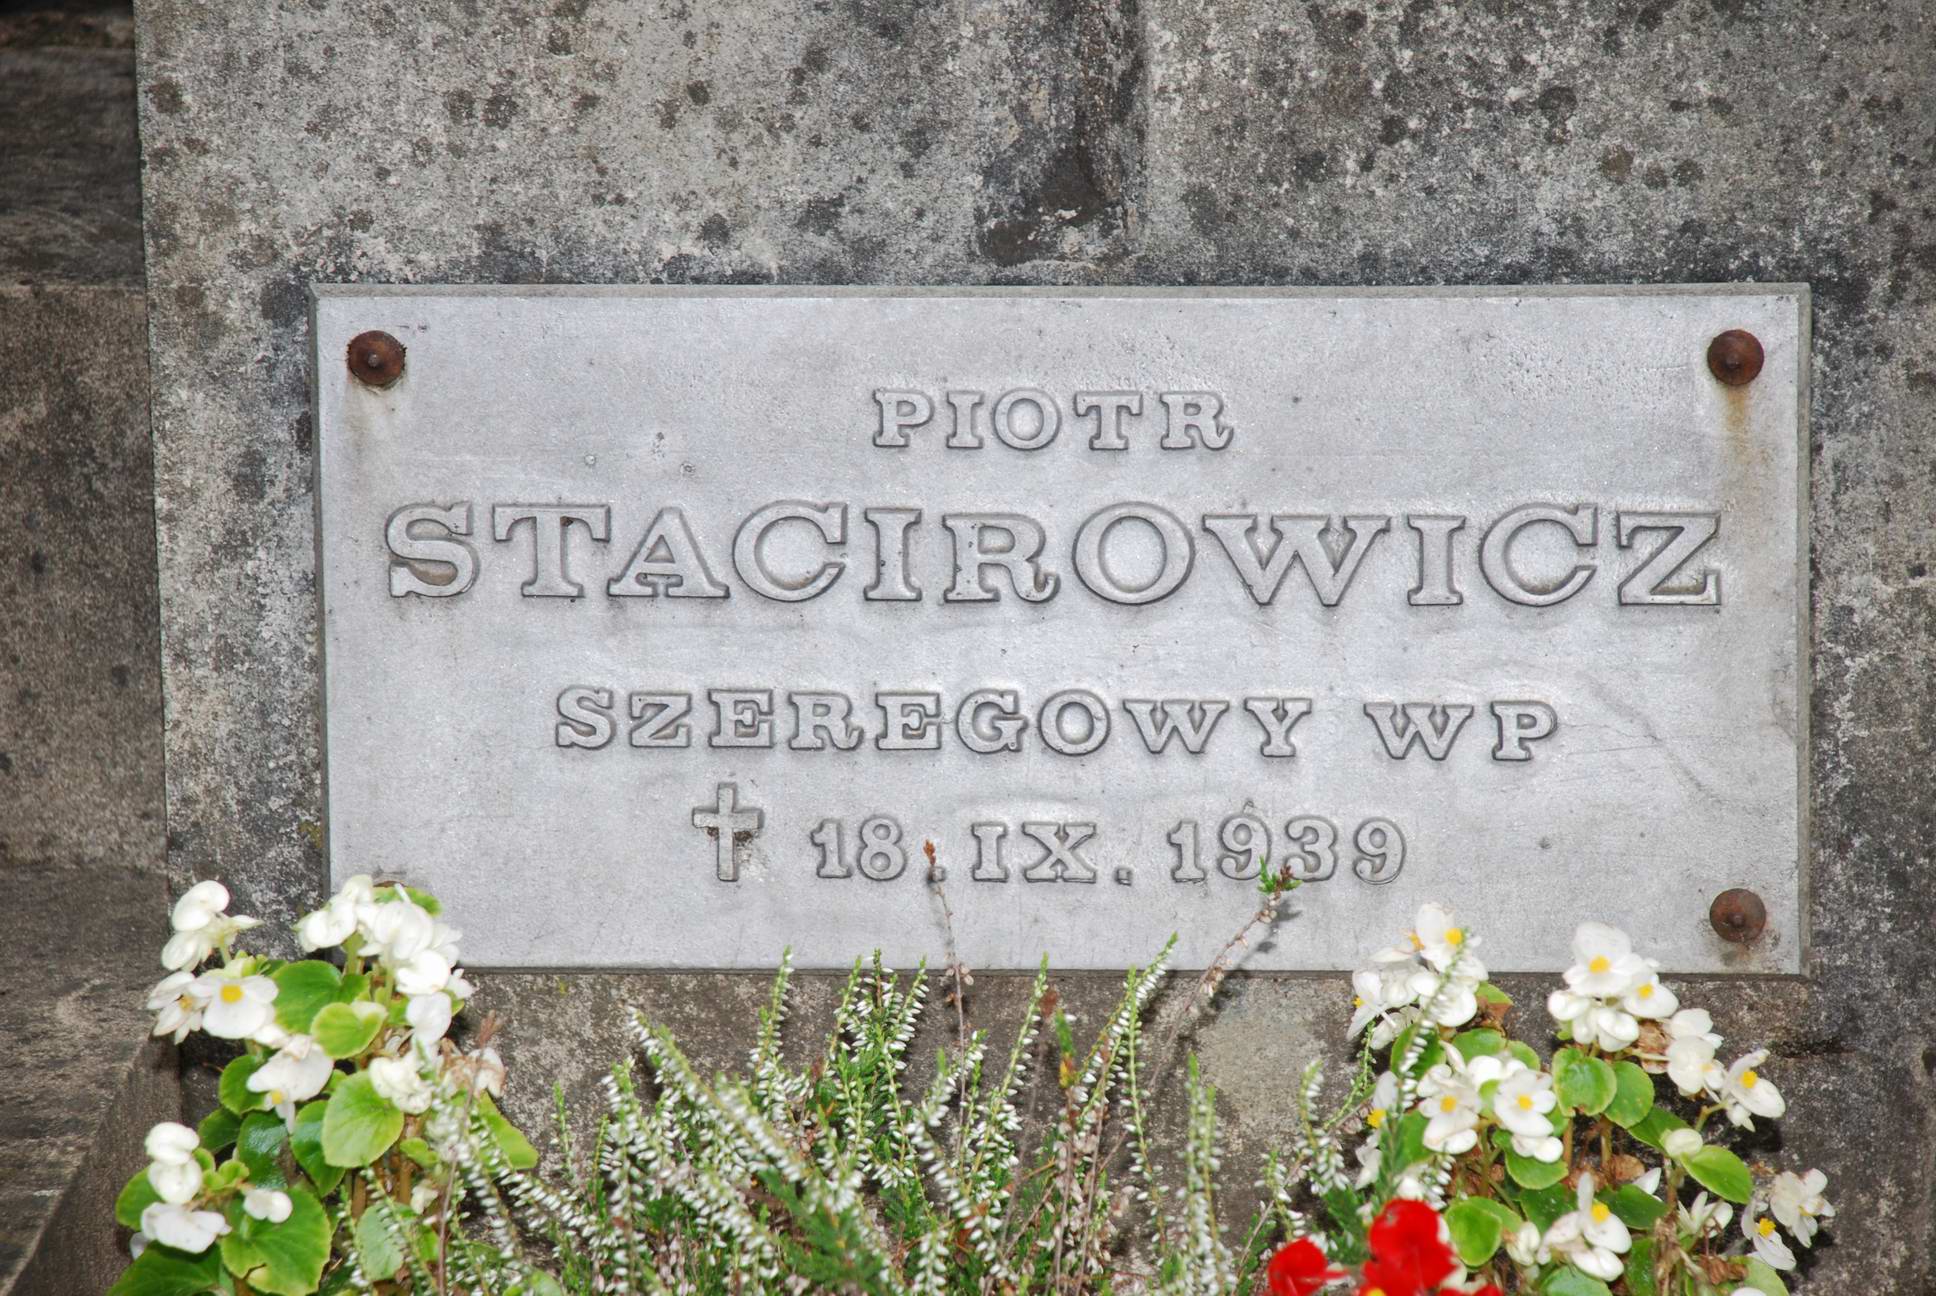 PIOTR
STACIROWICZ
SZEREGOWY WP
✝ 18. IX. 1939